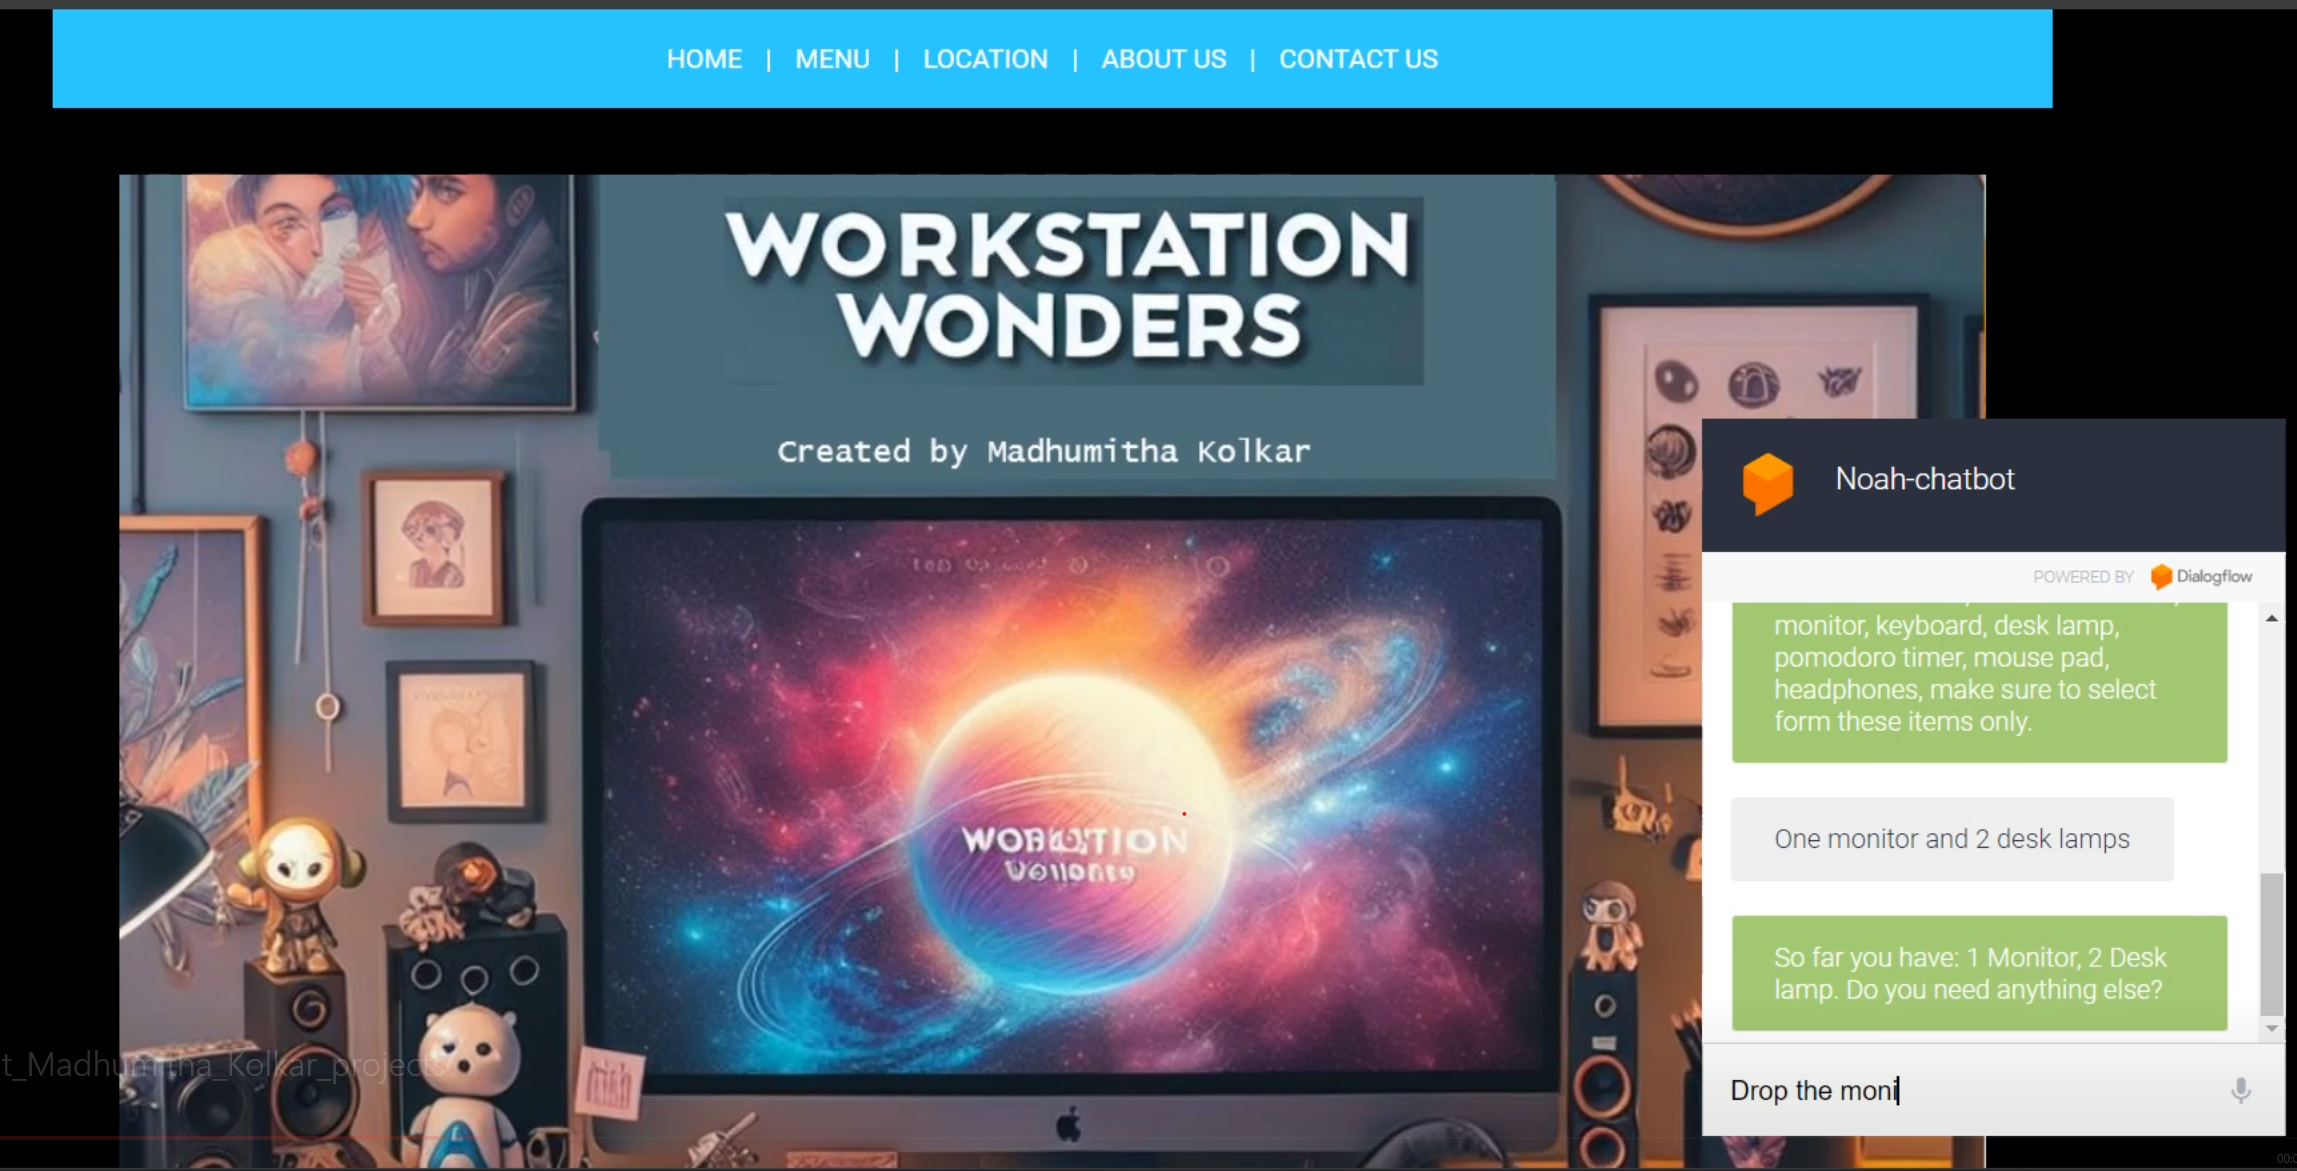 HOME | MENU | LOCATION | ABOUT US | CONTACT US
WORKSTATION
WONDERS
Created by Madhumitha Kolkar
Noah-chatbot
POWERED BY Dialogflow
monitor, keyboard, desk lamp,
pomodoro timer, mouse pad,
headphones, make sure to select
form these items only.
One monitor and 2 desk lamps
So far you have: 1 Monitor, 2 Desk
lamp. Do you need anything else?
Drop the moni
t_Madhumitha_Kolkar_projects